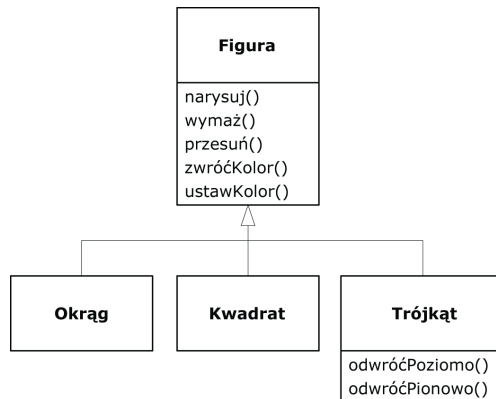 Figura
narysuj()
wymaż()
przesuń()
zwróćKolor()
ustawKolor()
Okrąg
Kwadrat
Trójkąt
odwróćPoziomo()
odwróćPionowo()